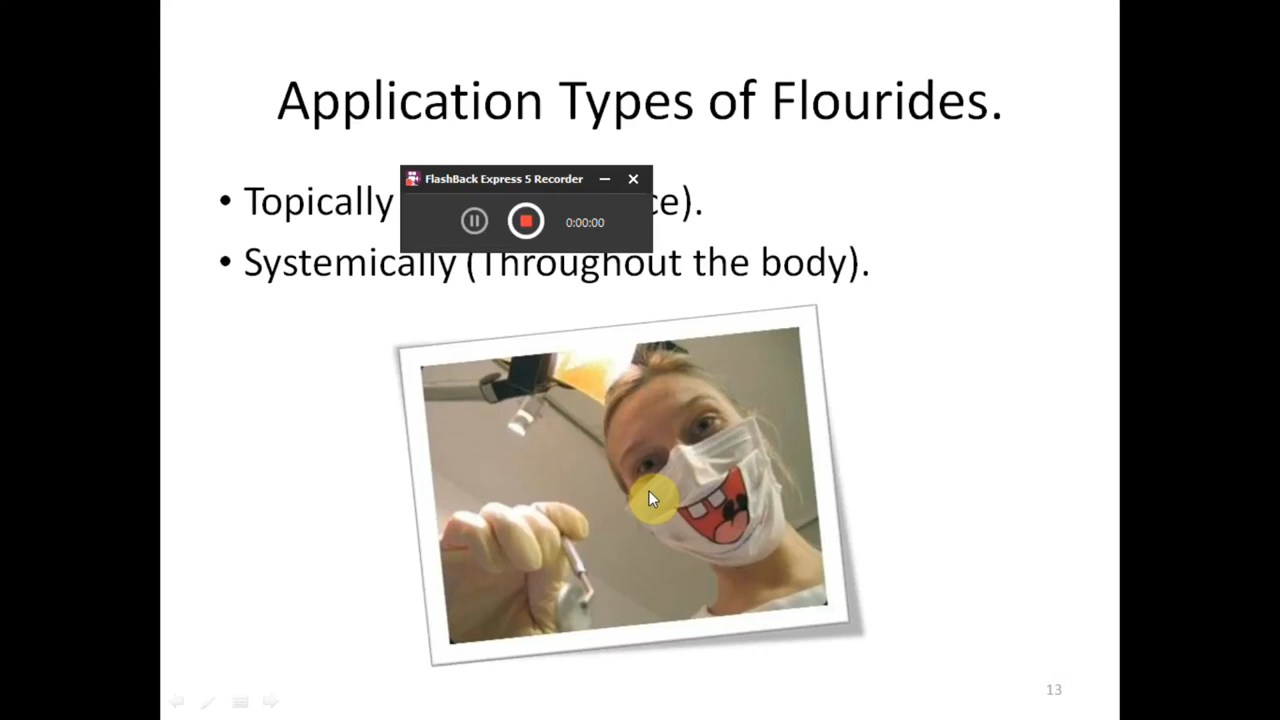 Application Types of Flourides.
FlashBack Express 5 Recorder
0:00:00
• Topically ce).
• Systemically (Throughout the body).
13